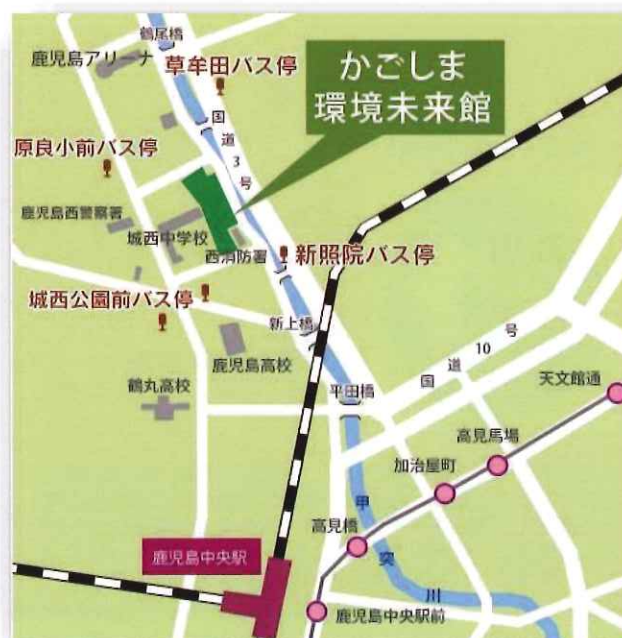 鶴尾橋
鹿児島アリーナ
草牟田バス停
かごしま
環境未来館
国道3号
原良小前バス停
鹿児島西警察署
城西中学校
西消防署
新照院バス停
城西公園前バス停
新上橋
鹿児島高校
国道10号
鶴丸高校
平田橋
天文館通
高見馬場
加治屋町
甲突川
高見橋
鹿児島中央駅
鹿児島中央駅前